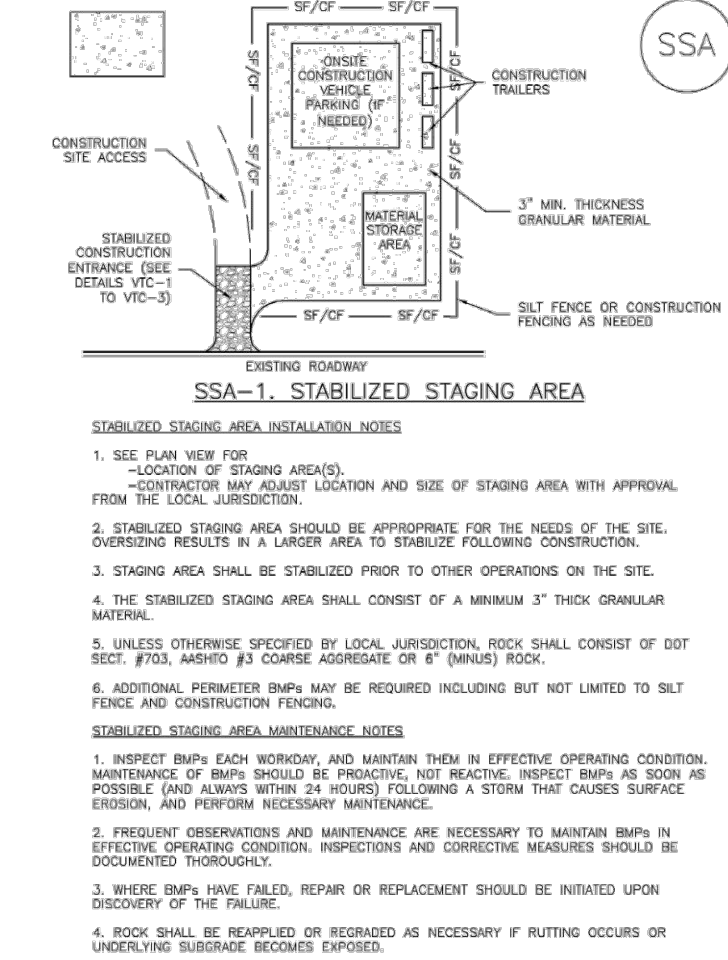 SF/CF SF/CF
SSA
ONSITE
CONSTRUCTION
VEHICLE
PARKING (IF
NEEDED)
SF/CF
CONSTRUCTION
TRAILERS
SF/CF
CONSTRUCTION
SITE ACCESS
SF/CF
SF/CF
3" MIN. THICKNESS
GRANULAR MATERIAL
MATERIAL
STORAGE
AREA
STABILIZED
CONSTRUCTION
ENTRANCE (SEE
DETAILS VTC-1
TO VTC-3)
SF/CF
SILT FENCE OR CONSTRUCTION
FENCING AS NEEDED
SF/CF SF/CF
EXISTING ROADWAY
SSA-1. STABILIZED STAGING AREA
STABILIZED STAGING AREA INSTALLATION NOTES
1. SEE PLAN VIEW FOR
-LOCATION OF STAGING AREA(S).
-CONTRACTOR MAY ADJUST LOCATION AND SIZE OF STAGING AREA WITH APPROVAL
FROM THE LOCAL JURISDICTION.
2. STABILIZED STAGING AREA SHOULD BE APPROPRIATE FOR THE NEEDS OF THE SITE.
OVERSIZING RESULTS IN A LARGER AREA TO STABILIZE FOLLOWING CONSTRUCTION.
3. STAGING AREA SHALL BE STABILIZED PRIOR TO OTHER OPERATIONS ON THE SITE.
4. THE STABILIZED STAGING AREA SHALL CONSIST OF A MINIMUM 3" THICK GRANULAR
MATERIAL.
5. UNLESS OTHERWISE SPECIFIED BY LOCAL JURISDICTION, ROCK SHALL CONSIST OF DOT
SECT. #703, AASHTO #3 COARSE AGGREGATE OR 6" (MINUS) ROCK.
6. ADDITIONAL PERIMETER BMPs MAY BE REQUIRED INCLUDING BUT NOT LIMITED TO SILT
FENCE AND CONSTRUCTION FENCING.
STABILIZED STAGING AREA MAINTENANCE NOTES
1. INSPECT BMPs EACH WORKDAY, AND MAINTAIN THEM IN EFFECTIVE OPERATING CONDITION.
MAINTENANCE OF BMPs SHOULD BE PROACTIVE, NOT REACTIVE. INSPECT BMPs AS SOON AS
POSSIBLE (AND ALWAYS WITHIN 24 HOURS) FOLLOWING A STORM THAT CAUSES SURFACE
EROSION, AND PERFORM NECESSARY MAINTENANCE.
2. FREQUENT OBSERVATIONS AND MAINTENANCE ARE NECESSARY TO MAINTAIN BMPs IN
EFFECTIVE OPERATING CONDITION. INSPECTIONS AND CORRECTIVE MEASURES SHOULD BE
DOCUMENTED THOROUGHLY.
3. WHERE BMPs HAVE FAILED, REPAIR OR REPLACEMENT SHOULD BE INITIATED UPON
DISCOVERY OF THE FAILURE.
4. ROCK SHALL BE REAPPLIED OR REGRADED AS NECESSARY IF RUTTING OCCURS OR
UNDERLYING SUBGRADE BECOMES EXPOSED.